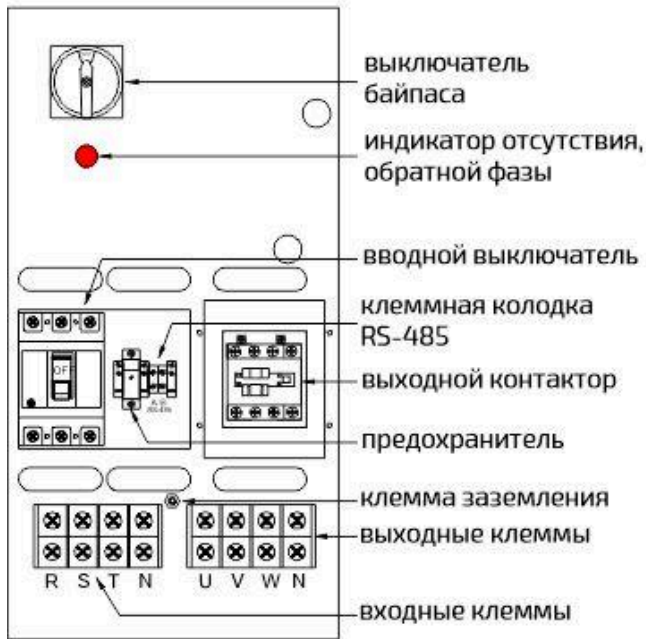 выключатель
байпаса
индикатор отсутствия,
обратной фазы
вводной выключатель
клеммная колодка
RS-485
OFF
выходной контактор
предохранитель
клемма заземления
выходные клеммы
R S T N U V W N
входные клеммы